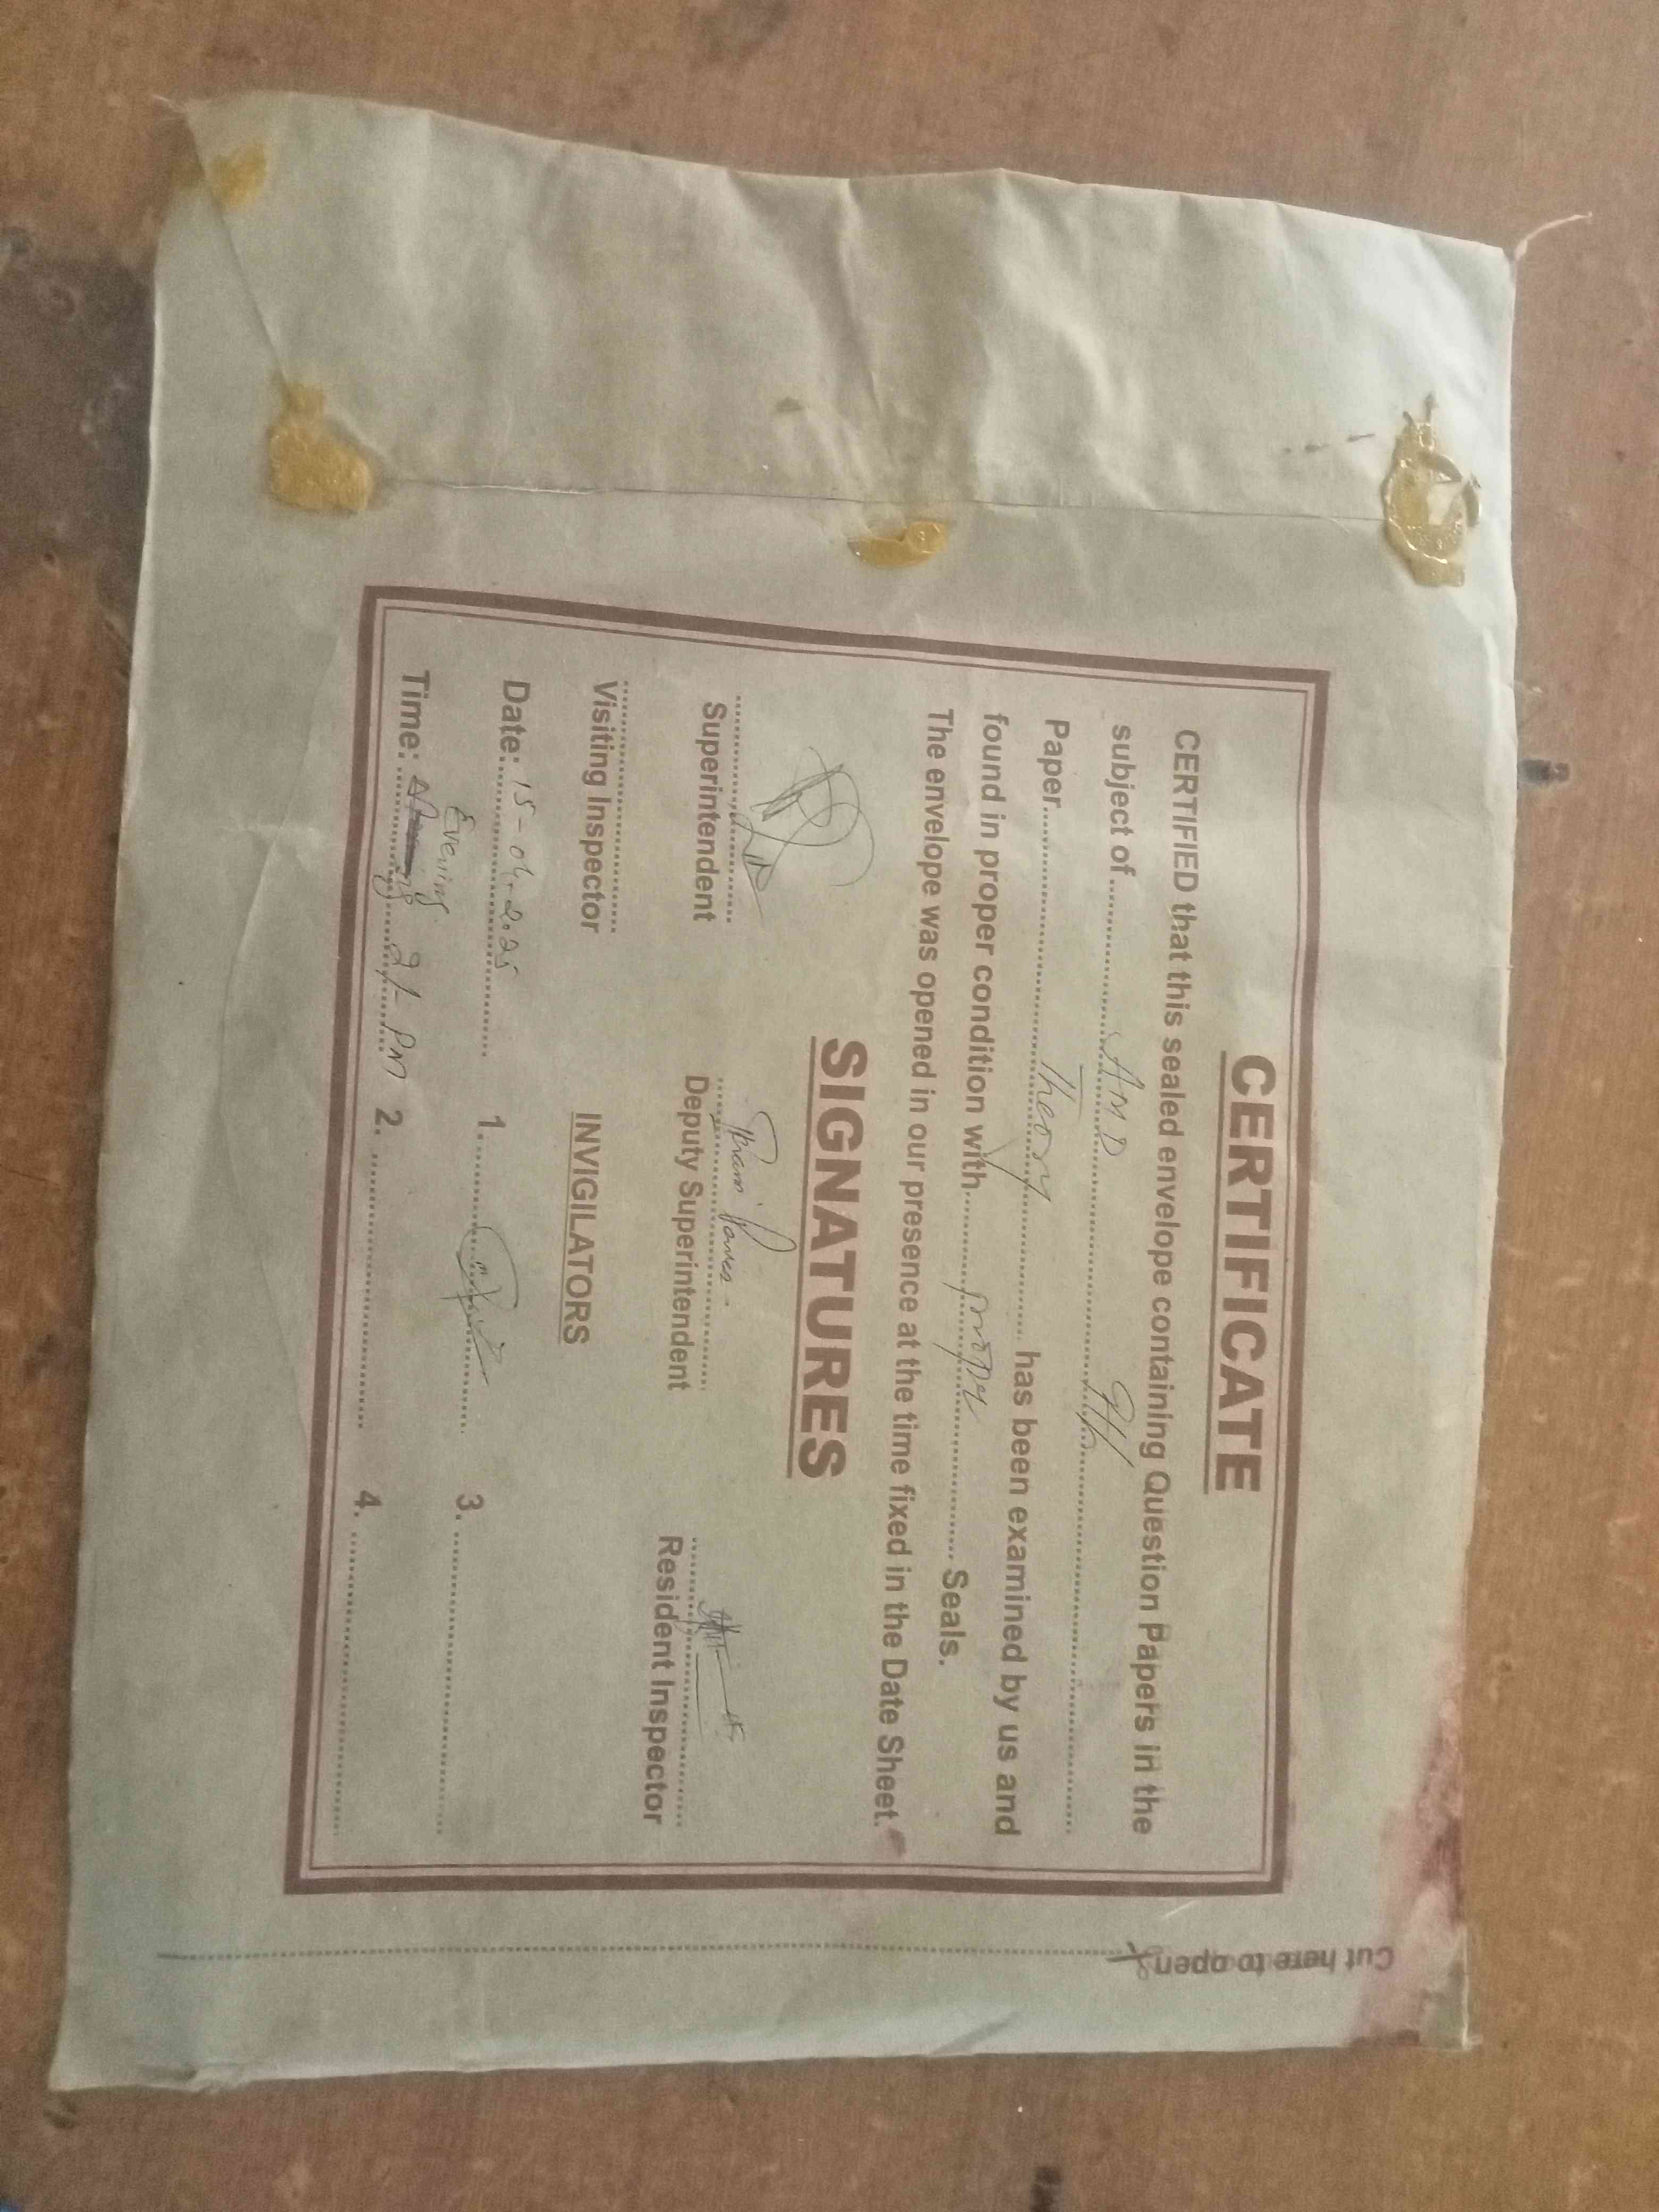 CERTIFICATE
CERTIFIED that this sealed envelope containing Question Papers in the
subject of.......... AMD ..........
Paper.......... Theory .......... has been examined by us and
found in proper condition with.......... proper .......... Seals.
The envelope was opened in our presence at the time fixed in the Date Sheet.
SIGNATURES
Superintendent Deputy Superintendent Resident Inspector
Visiting Inspector
INVIGILATORS
Date: 15-04-2025 1. .......... 3. ..........
Evening
Time: 2/- PM 2. .......... 4. ..........
Cut here to open